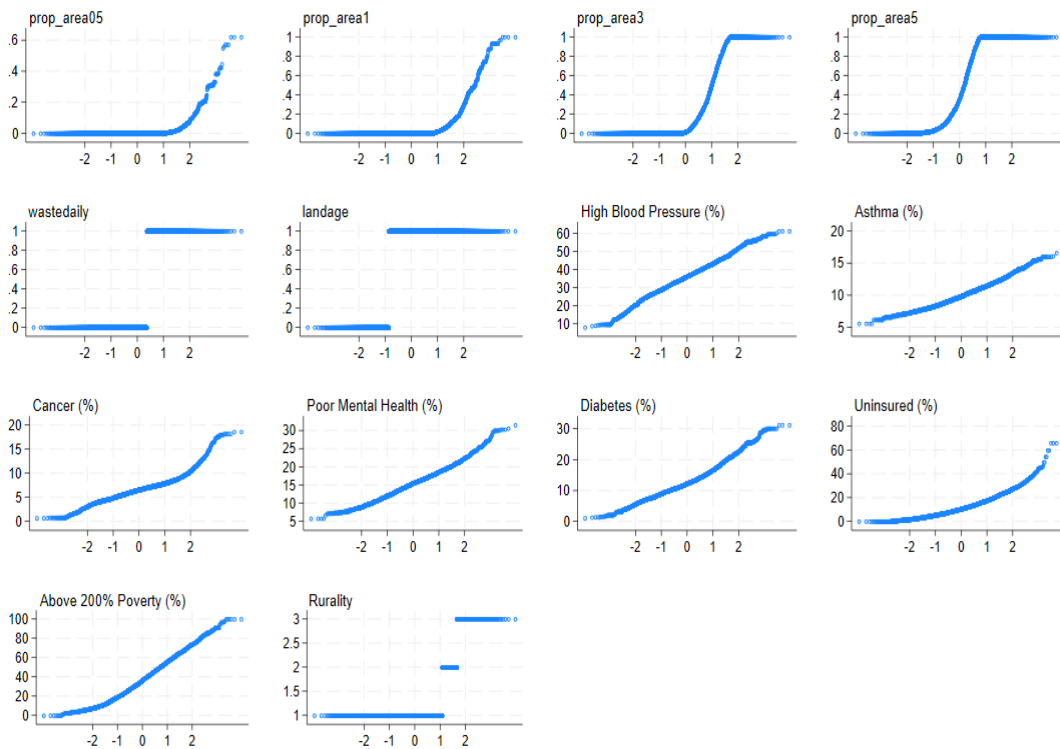 prop_area05
.6
.4
.2
0
-2 -1 0 1 2
prop_area1
1
.8
.6
.4
.2
0
-2 -1 0 1 2
prop_area3
1
.8
.6
.4
.2
0
-2 -1 0 1 2
prop_area5
1
.8
.6
.4
.2
0
-2 -1 0 1 2
wastedaily
1
.8
.6
.4
.2
0
-2 -1 0 1 2
landage
1
.8
.6
.4
.2
0
-2 -1 0 1 2
High Blood Pressure (%)
60
50
40
30
20
10
-2 -1 0 1 2
Asthma (%)
20
15
10
5
-2 -1 0 1 2
Cancer (%)
20
15
10
5
0
-2 -1 0 1 2
Poor Mental Health (%)
30
25
20
15
10
5
-2 -1 0 1 2
Diabetes (%)
30
20
10
0
-2 -1 0 1 2
Uninsured (%)
80
60
40
20
0
-2 -1 0 1 2
Above 200% Poverty (%)
100
80
60
40
20
0
-2 -1 0 1 2
Rurality
3
2.5
2
1.5
1
-2 -1 0 1 2